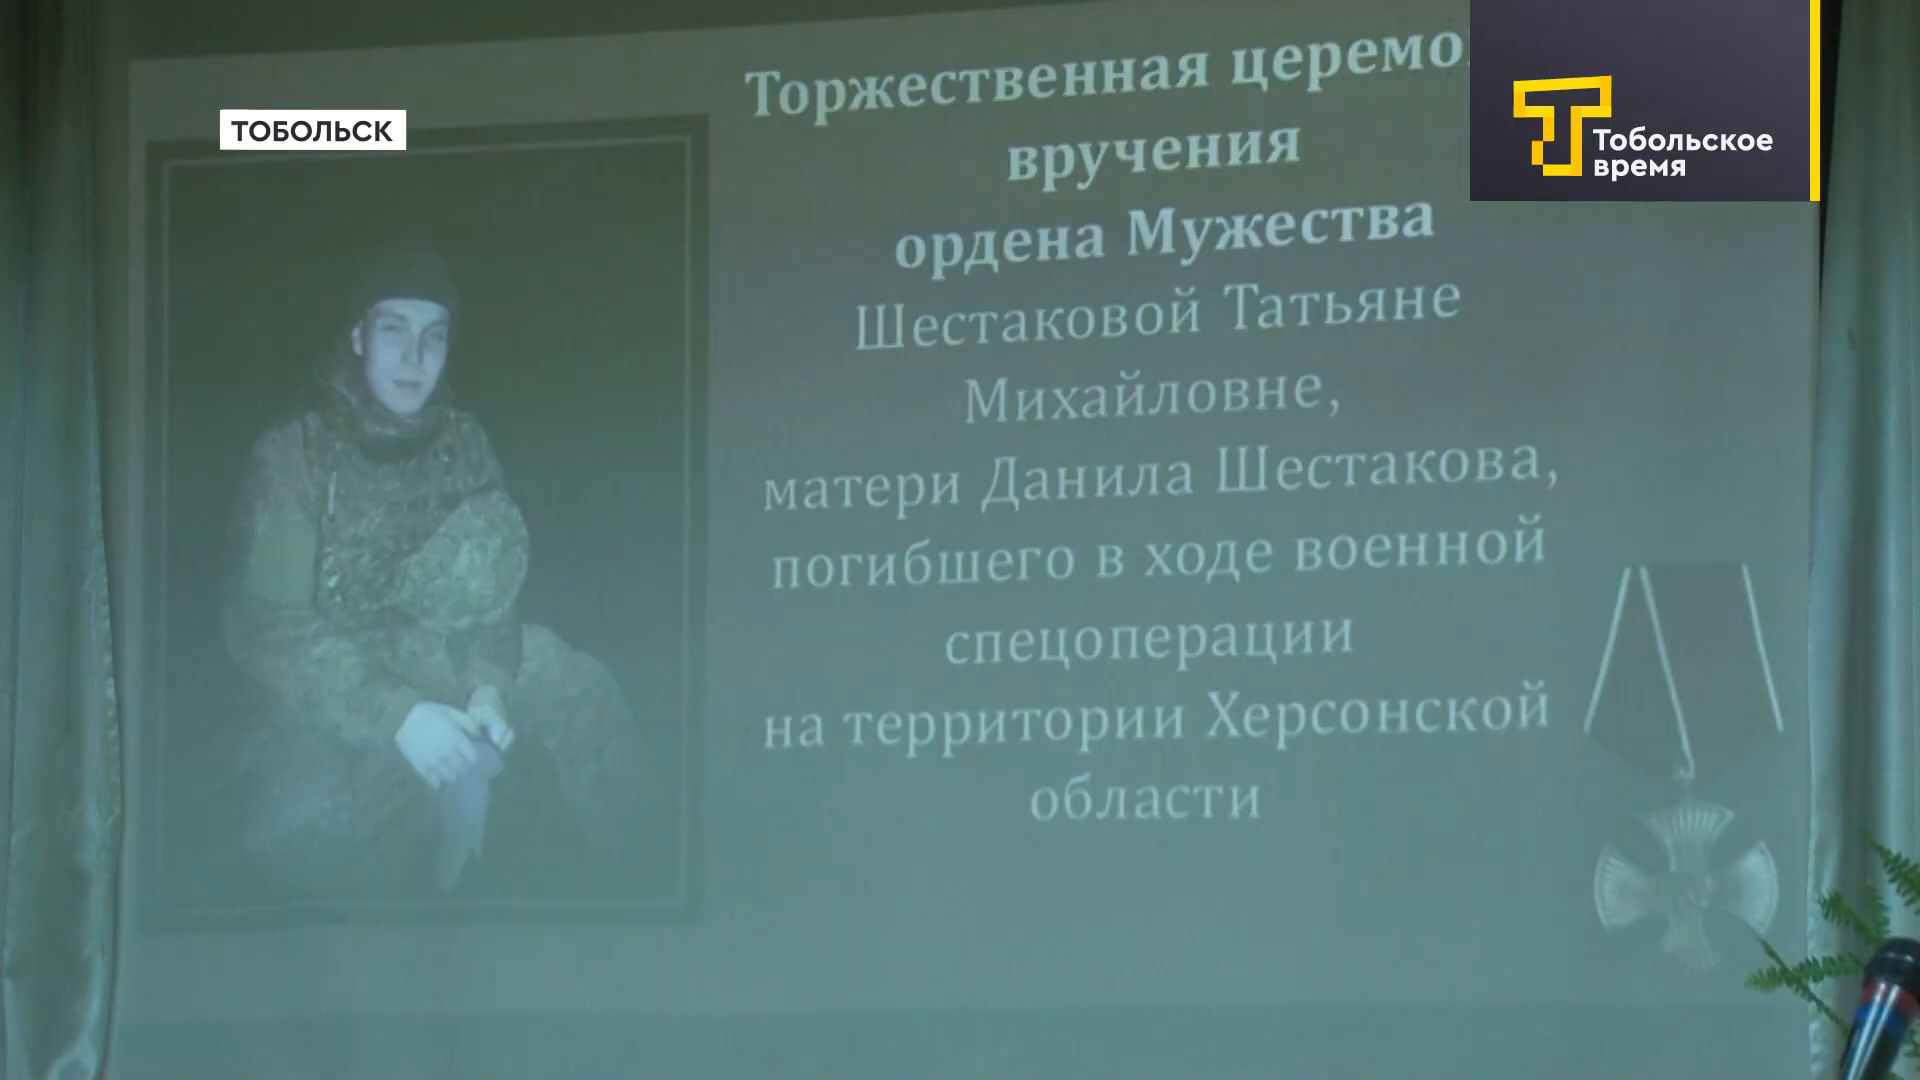 ТОБОЛЬСК
Тобольское
время
Торжественная
вручения
ордена Мужества
Шестаковой Татьяне
Михайловне,
матери Данила Шестакова,
погибшего в ходе военной
спецоперации
на территории Херсонской
области